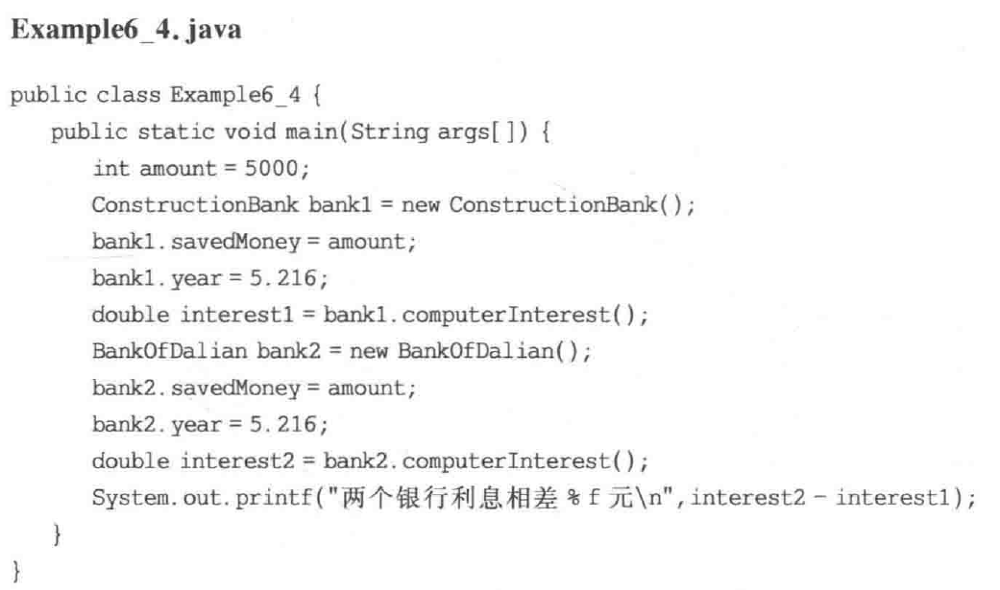 Example6_4.java
public class Example6_4 {
public static void main(String args[]) {
int amount = 5000;
ConstructionBank bank1 = new ConstructionBank();
bank1.savedMoney = amount;
bank1.year = 5.216;
double interest1 = bank1.computerInterest();
BankOfDalian bank2 = new BankOfDalian();
bank2.savedMoney = amount;
bank2.year = 5.216;
double interest2 = bank2.computerInterest();
System.out.printf("两个银行利息相差 % f 元\n",interest2 - interest1);
}
}